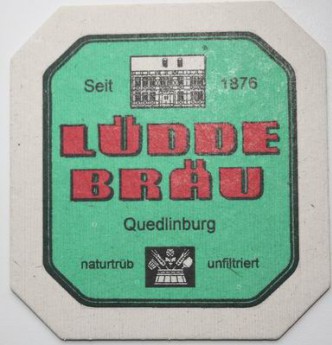 Seit 1876
LÜDDE
BRÄU
Quedlinburg
naturtrüb unfiltriert